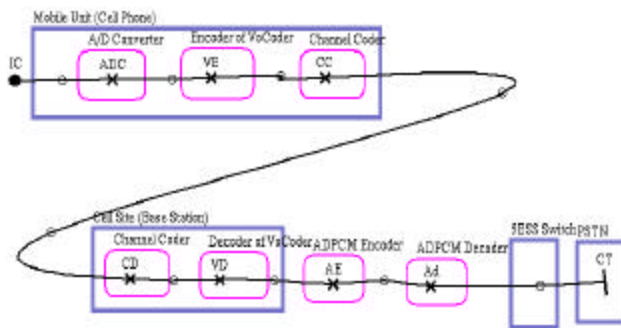 Mobile Unit (Cell Phone)
A/D Converter
Encoder of VoCoder
Channel Coder
IC
ADC
VE
CC
Cell Site (Base Station)
Channel Coder
Decoder of VoCoder
ADPCM Encoder
ADPCM Decoder
5ESS Switch
PSTN
CD
VD
AE
Ad
CT